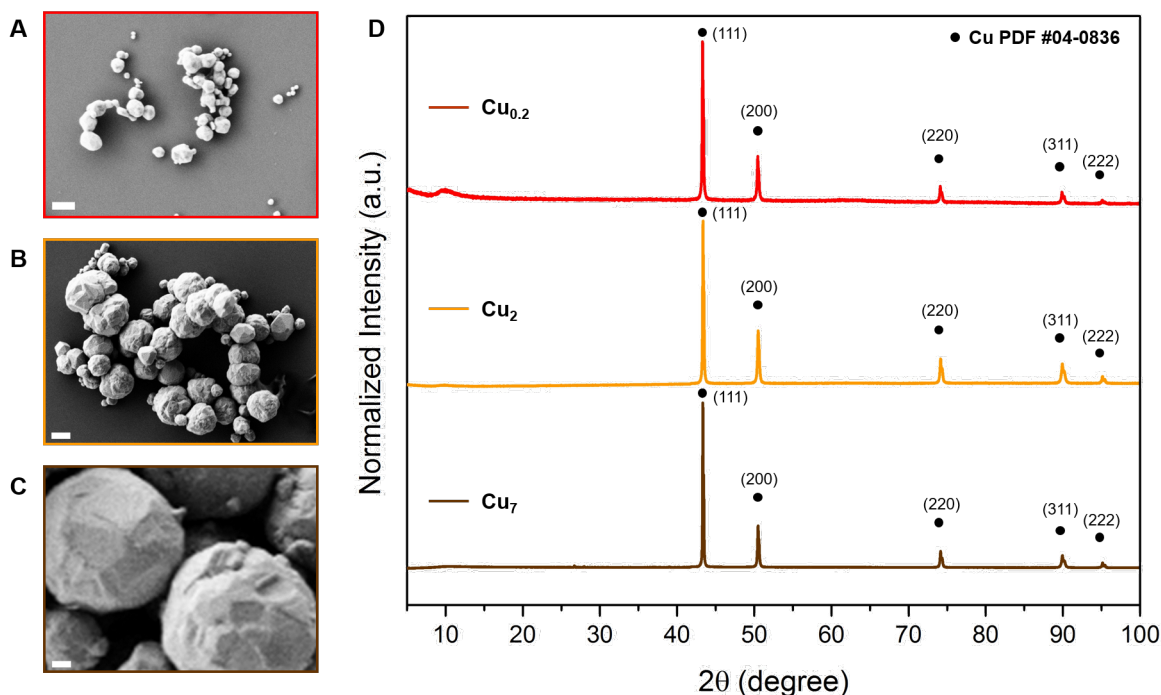 A
B
C
D
Normalized Intensity (a.u.)
● Cu PDF #04-0836
Cu0.2
(111)
(200)
(220)
(311)
(222)
Cu2
(111)
(200)
(220)
(311)
(222)
Cu7
(111)
(200)
(220)
(311)
(222)
10 20 30 40 50 60 70 80 90 100
2θ (degree)